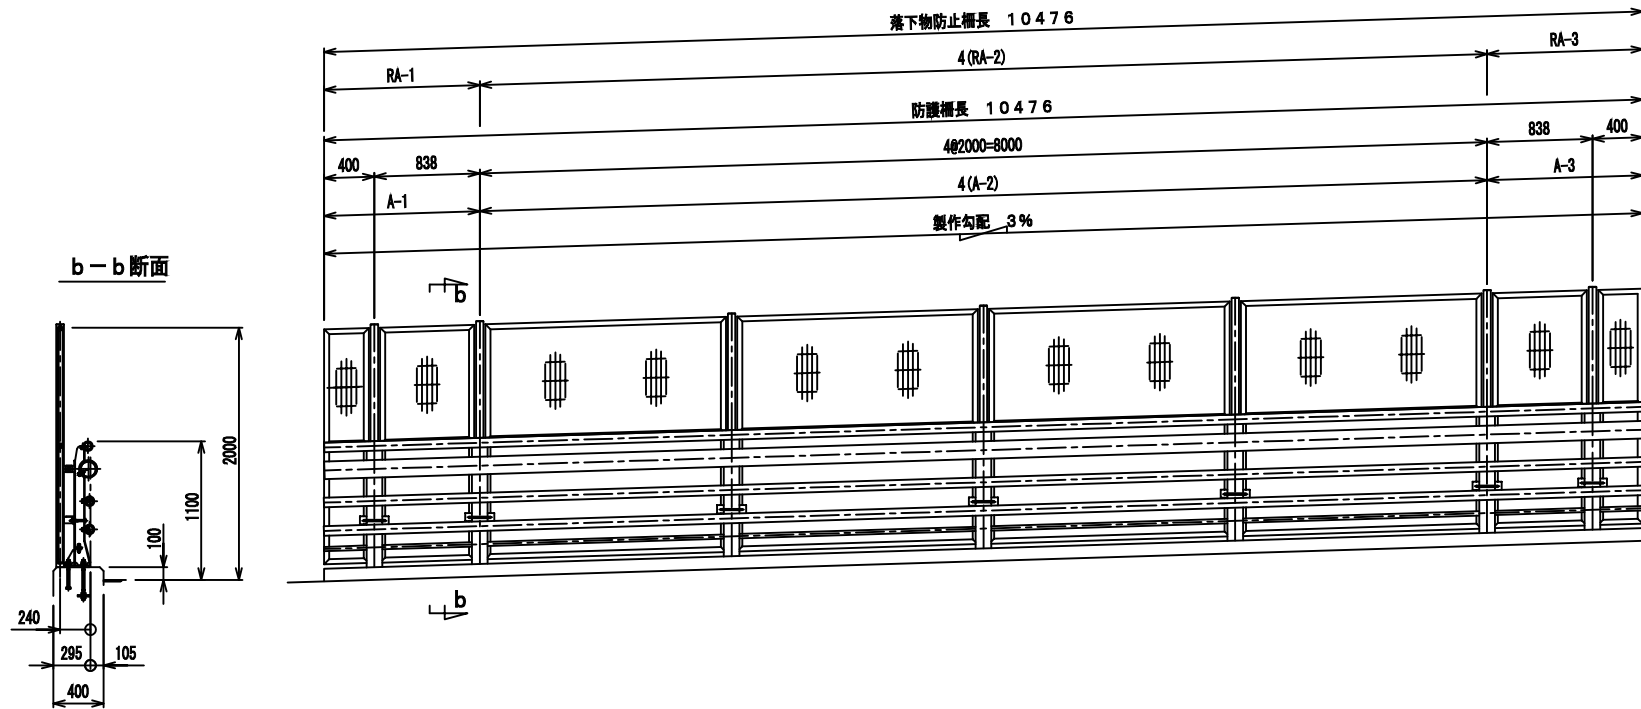 落下物防止柵長　１０４７６
RA-1
4(RA-2)
RA-3
防護柵長　１０４７６
400
838
4@2000=8000
838
400
A-1
4(A-2)
A-3
製作勾配　３％
b
b
b－b断面
2000
1100
100
240
295
105
400